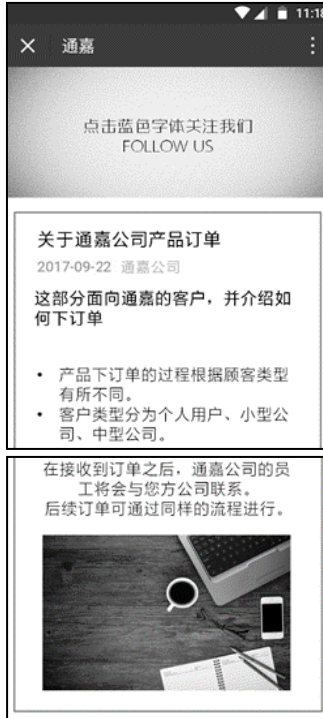 11:18
通嘉
点击蓝色字体关注我们
FOLLOW US
关于通嘉公司产品订单
2017-09-22 通嘉公司
这部分面向通嘉的客户，并介绍如
何下订单
• 产品下订单的过程根据顾客类型
有所不同。
• 客户类型分为个人用户、小型公
司、中型公司。
在接收到订单之后，通嘉公司的员
工将会与您方公司联系。
后续订单可通过同样的流程进行。